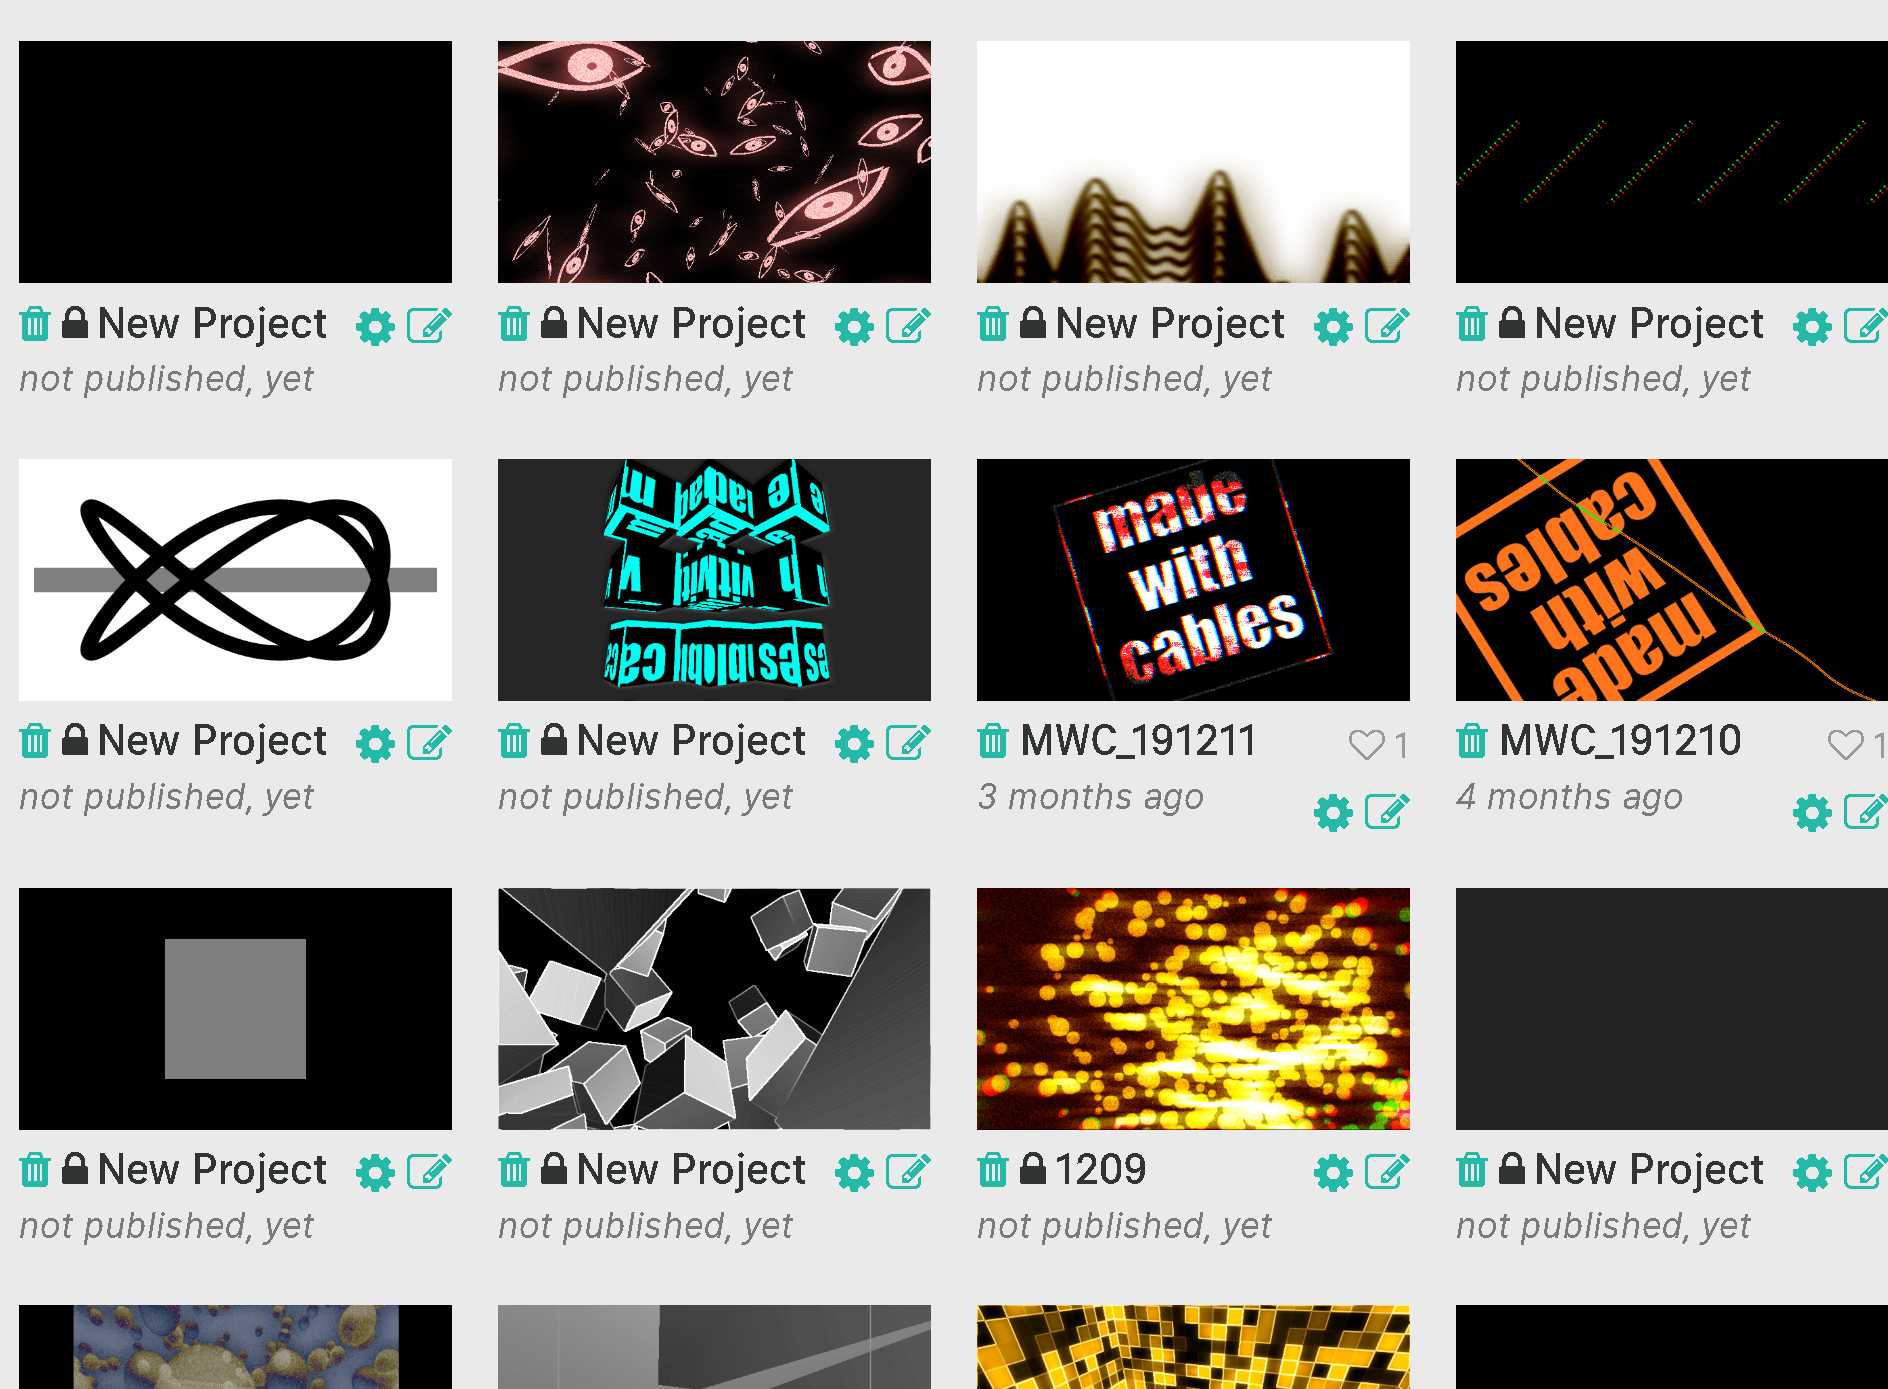 New Project
New Project
New Project
New Project
not published, yet
not published, yet
not published, yet
not published, yet
made
with
cables
cables
with
made
New Project
New Project
MWC_191211
1
MWC_191210
1
not published, yet
not published, yet
3 months ago
4 months ago
New Project
New Project
1209
New Project
not published, yet
not published, yet
not published, yet
not published, yet